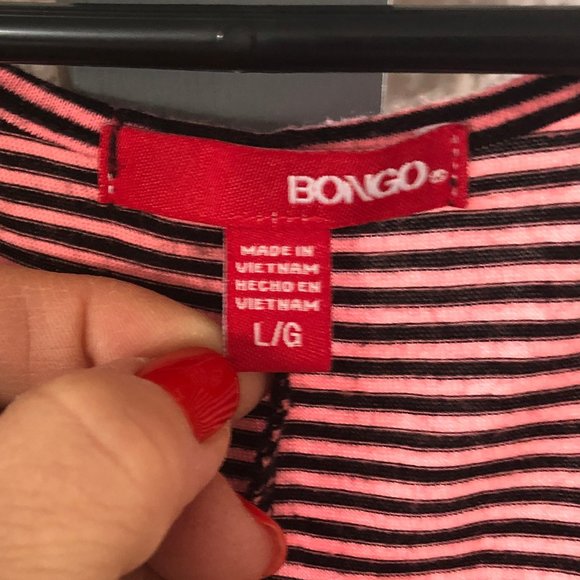 BONGO®
MADE IN
VIETNAM
HECHO EN
VIETNAM
L/G